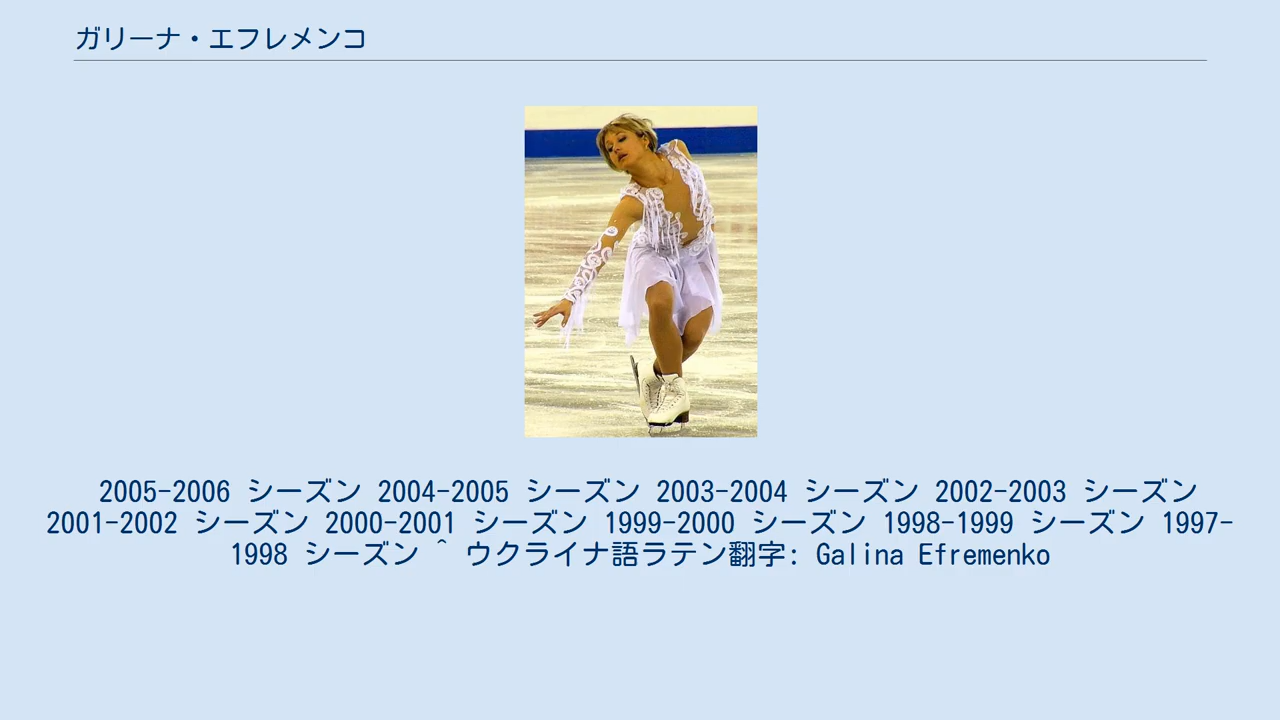 ガリーナ・エフレメンコ
2005-2006 シーズン 2004-2005 シーズン 2003-2004 シーズン 2002-2003 シーズン
2001-2002 シーズン 2000-2001 シーズン 1999-2000 シーズン 1998-1999 シーズン 1997-
1998 シーズン ^ ウクライナ語ラテン翻字: Galina Efremenko